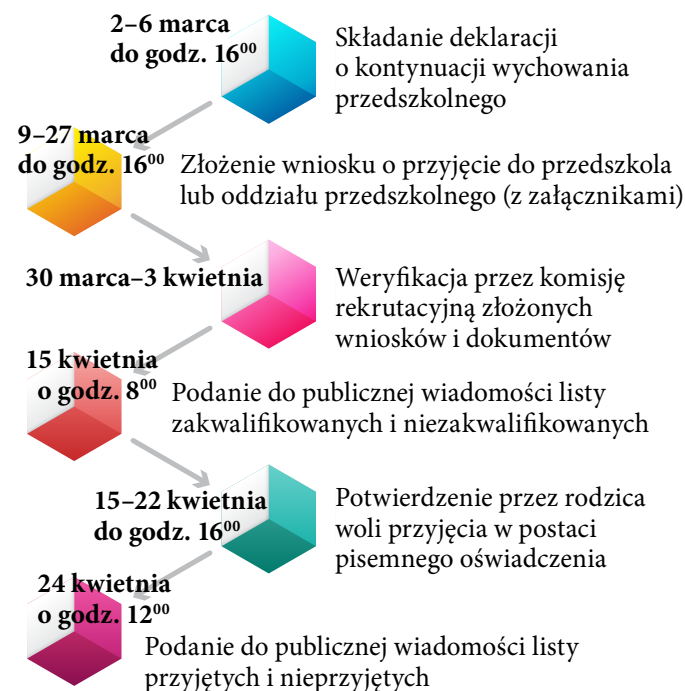 2–6 marca
do godz. 16⁰⁰
Składanie deklaracji
o kontynuacji wychowania
przedszkolnego
9–27 marca
do godz. 16⁰⁰
Złożenie wniosku o przyjęcie do przedszkola
lub oddziału przedszkolnego (z załącznikami)
30 marca–3 kwietnia
Weryfikacja przez komisję
rekrutacyjną złożonych
wniosków i dokumentów
15 kwietnia
o godz. 8⁰⁰
Podanie do publicznej wiadomości listy
zakwalifikowanych i niezakwalifikowanych
15–22 kwietnia
do godz. 16⁰⁰
Potwierdzenie przez rodzica
woli przyjęcia w postaci
pisemnego oświadczenia
24 kwietnia
o godz. 12⁰⁰
Podanie do publicznej wiadomości listy
przyjętych i nieprzyjętych